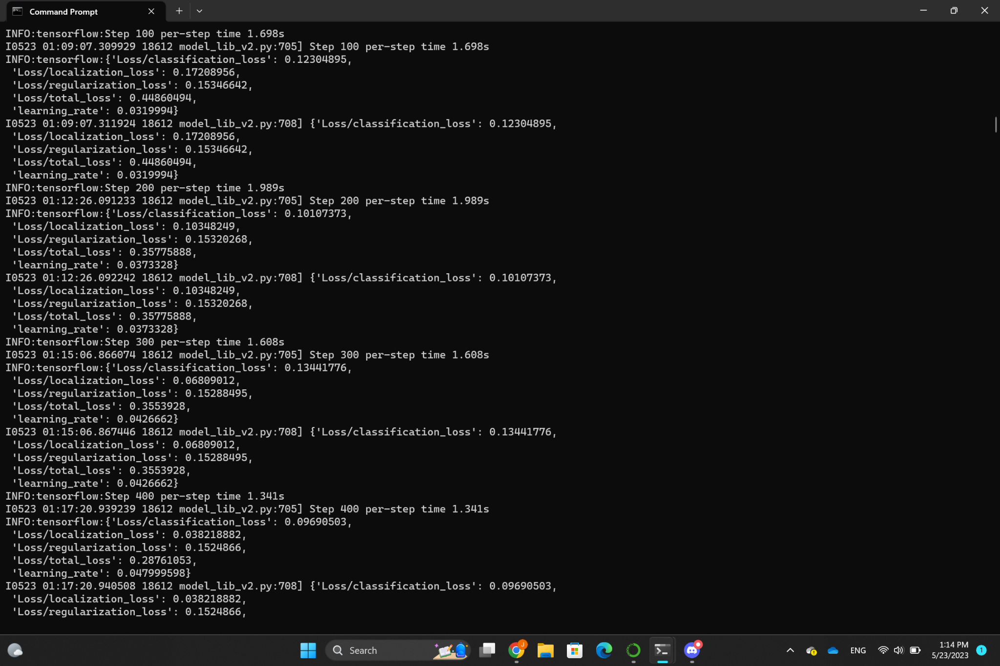 Command Prompt
INFO:tensorflow:Step 100 per-step time 1.698s
I0523 01:09:07.309929 18612 model_lib_v2.py:705] Step 100 per-step time 1.698s
INFO:tensorflow:{'Loss/classification_loss': 0.12304895,
 'Loss/localization_loss': 0.17208956,
 'Loss/regularization_loss': 0.15346642,
 'Loss/total_loss': 0.44860494,
 'learning_rate': 0.0319994}
I0523 01:09:07.311924 18612 model_lib_v2.py:708] {'Loss/classification_loss': 0.12304895,
 'Loss/localization_loss': 0.17208956,
 'Loss/regularization_loss': 0.15346642,
 'Loss/total_loss': 0.44860494,
 'learning_rate': 0.0319994}
INFO:tensorflow:Step 200 per-step time 1.989s
I0523 01:12:26.091233 18612 model_lib_v2.py:705] Step 200 per-step time 1.989s
INFO:tensorflow:{'Loss/classification_loss': 0.10107373,
 'Loss/localization_loss': 0.10348249,
 'Loss/regularization_loss': 0.15320268,
 'Loss/total_loss': 0.35775888,
 'learning_rate': 0.0373328}
I0523 01:12:26.092242 18612 model_lib_v2.py:708] {'Loss/classification_loss': 0.10107373,
 'Loss/localization_loss': 0.10348249,
 'Loss/regularization_loss': 0.15320268,
 'Loss/total_loss': 0.35775888,
 'learning_rate': 0.0373328}
INFO:tensorflow:Step 300 per-step time 1.608s
I0523 01:15:06.866074 18612 model_lib_v2.py:705] Step 300 per-step time 1.608s
INFO:tensorflow:{'Loss/classification_loss': 0.13441776,
 'Loss/localization_loss': 0.06809012,
 'Loss/regularization_loss': 0.15288495,
 'Loss/total_loss': 0.3553928,
 'learning_rate': 0.0426662}
I0523 01:15:06.867446 18612 model_lib_v2.py:708] {'Loss/classification_loss': 0.13441776,
 'Loss/localization_loss': 0.06809012,
 'Loss/regularization_loss': 0.15288495,
 'Loss/total_loss': 0.3553928,
 'learning_rate': 0.0426662}
INFO:tensorflow:Step 400 per-step time 1.341s
I0523 01:17:20.939239 18612 model_lib_v2.py:705] Step 400 per-step time 1.341s
INFO:tensorflow:{'Loss/classification_loss': 0.09690503,
 'Loss/localization_loss': 0.038218882,
 'Loss/regularization_loss': 0.1524866,
 'Loss/total_loss': 0.28761053,
 'learning_rate': 0.047999598}
I0523 01:17:20.940508 18612 model_lib_v2.py:708] {'Loss/classification_loss': 0.09690503,
 'Loss/localization_loss': 0.038218882,
 'Loss/regularization_loss': 0.1524866,
Search
J
ENG
1:14 PM
5/23/2023
1